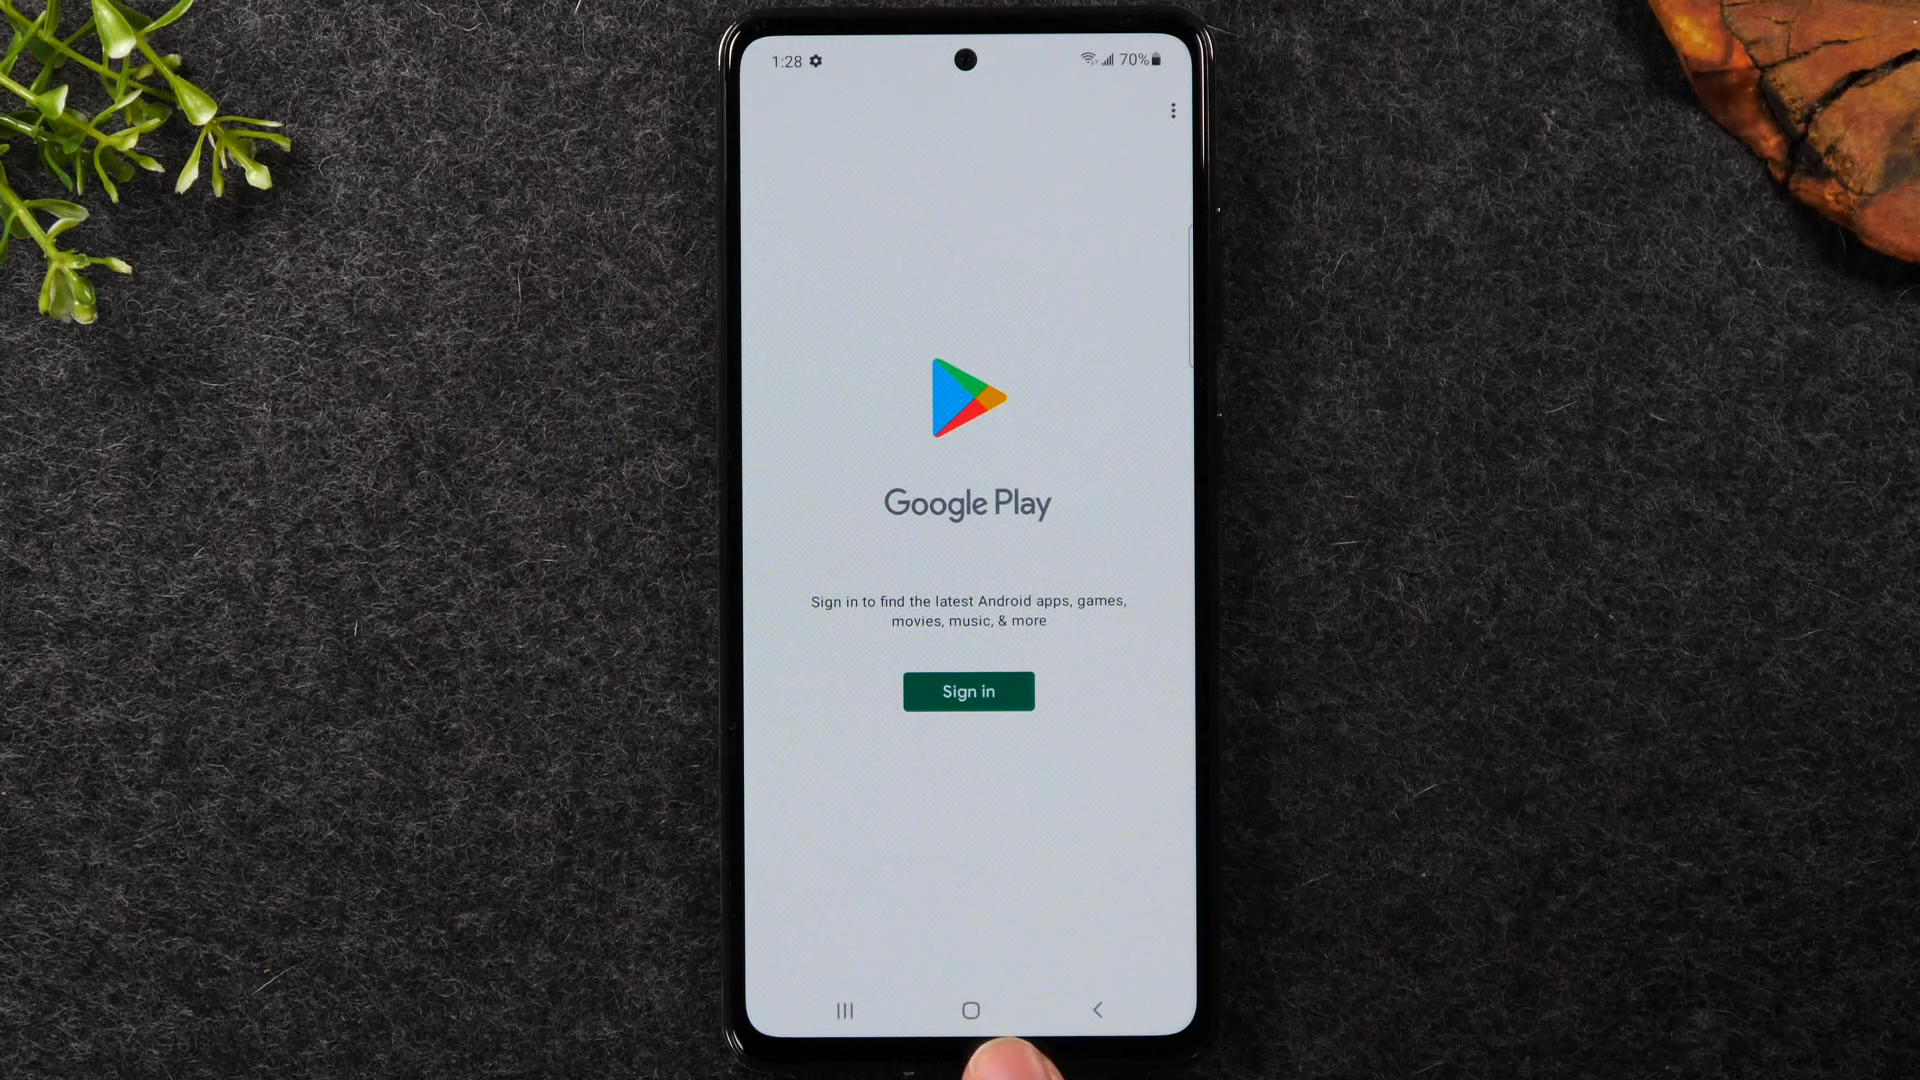 1:28
70%
Google Play
Sign in to find the latest Android apps, games,
movies, music, & more
Sign in